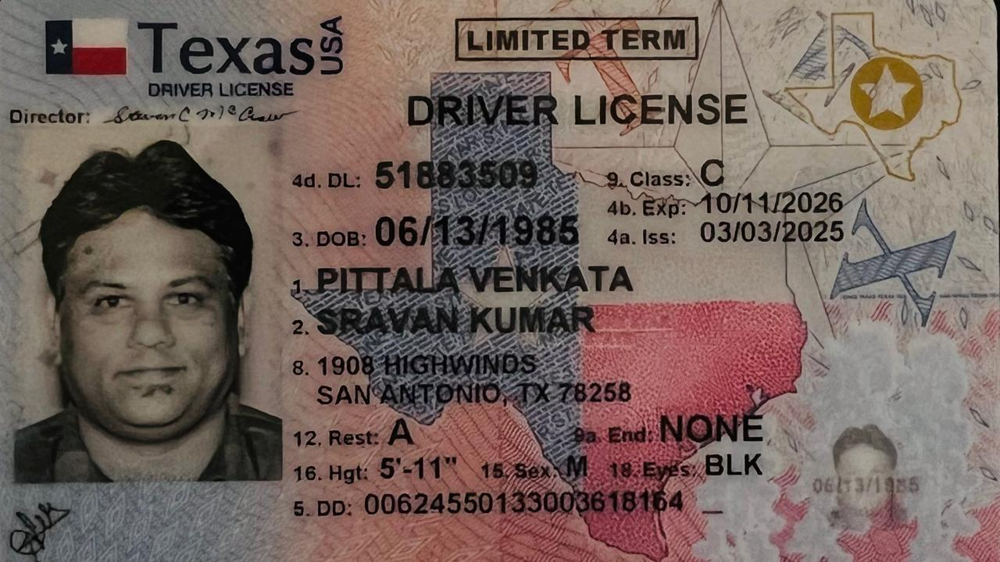 Texas USA
DRIVER LICENSE
Director:
LIMITED TERM
DRIVER LICENSE
4d. DL: 51883509
9. Class: C
4b. Exp: 10/11/2026
3. DOB: 06/13/1985
4a. Iss: 03/03/2025
1. PITTALA VENKATA
2. SRAVAN KUMAR
8. 1908 HIGHWINDS
SAN ANTONIO, TX 78258
12. Rest: A
9a. End: NONE
16. Hgt: 5'-11" 15. Sex: M 18. Eyes: BLK
06/13/1985
5. DD: 00624550133003618164